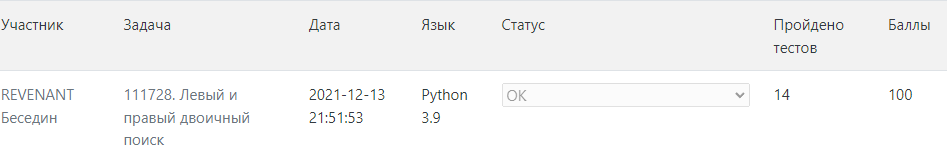 Участник Задача Дата Язык Статус Пройдено Баллы
тестов
REVENANT 111728. Левый и 2021-12-13 Python OK 14 100
Беседин правый двоичный 21:51:53 3.9
поиск